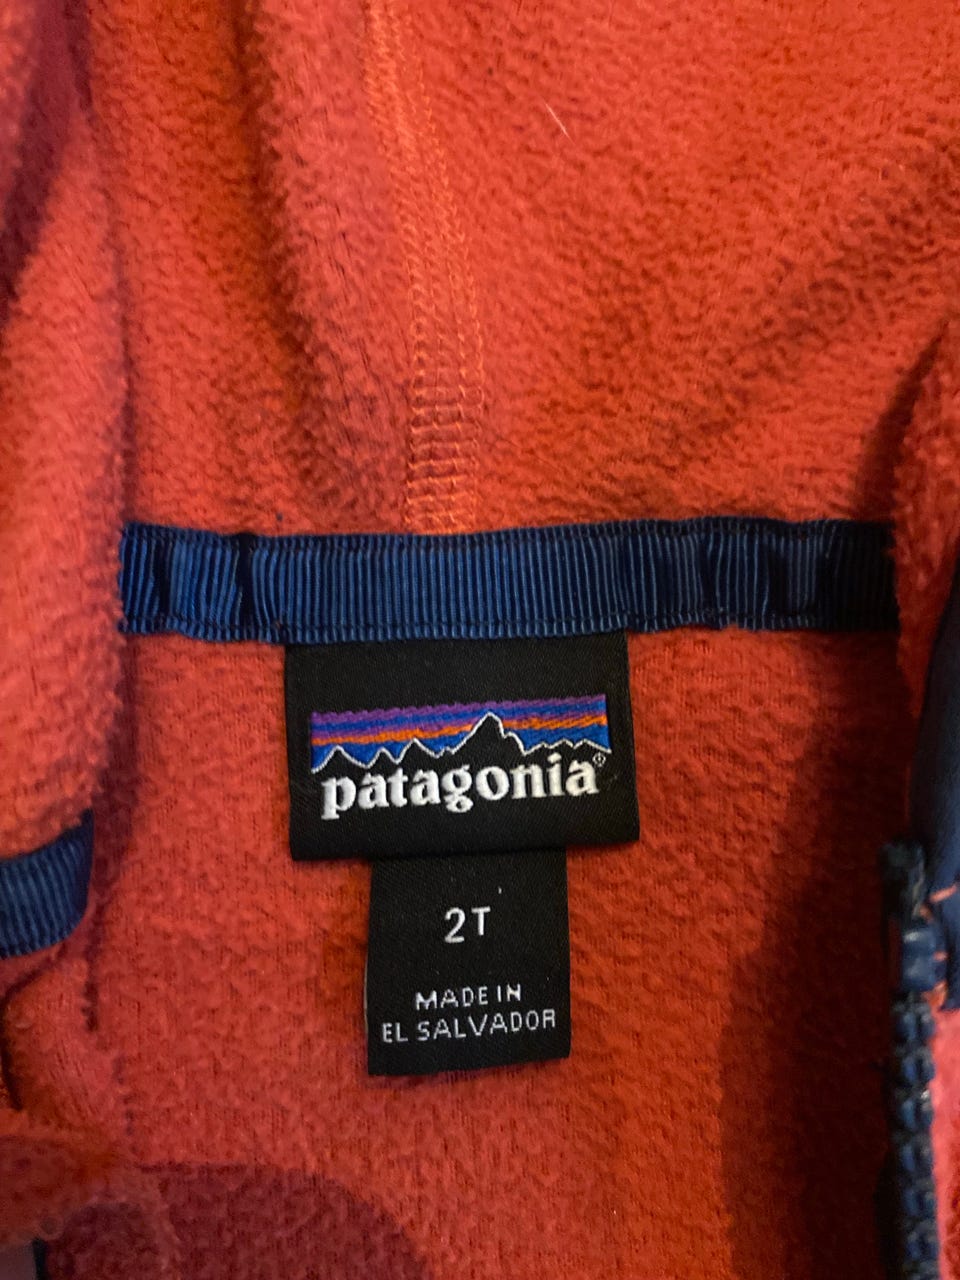 patagonia®
2T
MADE IN
EL SALVADOR